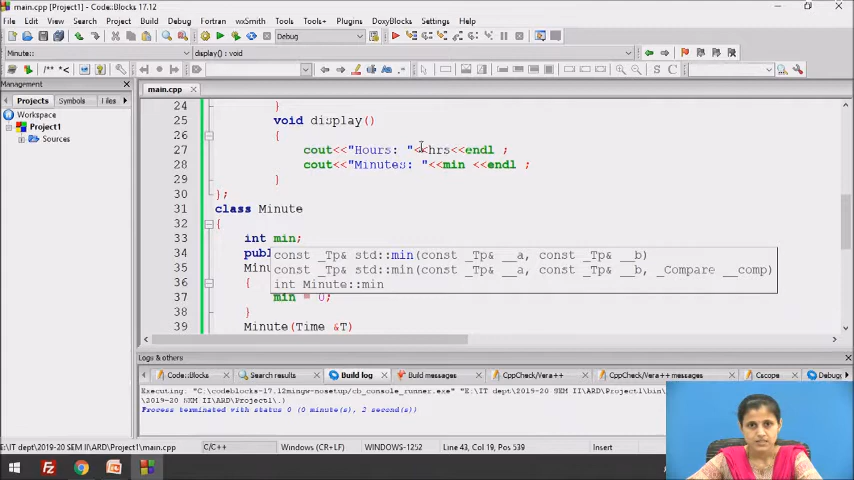 main.cpp [Project1] - Code::Blocks 17.12
File Edit View Search Project Build Debug Fortran wxSmith Tools Tools+ Plugins DoxyBlocks Settings Help
Debug
Minute:: display() : void
/** *<
S C
Management
main.cpp x
Projects Symbols Files
Workspace
Project1
Sources
24 }
25 void display()
26 {
27 cout<<"Hours: "<<hrs<<endl ;
28 cout<<"Minutes: "<<min <<endl ;
29 }
30 };
31 class Minute
32 {
33 int min;
34 publ
_Tp& std::min(const _Tp& __a, const _Tp& __b)
35 Minu
const _Tp& std::min(const _Tp& __a, const _Tp& __b, _Compare __comp)
36 {
int Minute::min
37 min = 0;
38 }
39 Minute(Time &T)
Logs & others
Code::Blocks x Search results x Build log x Build messages x CppCheck/Vera++ x CppCheck/Vera++ messages x Cscope x Debug
Executing: "C:\codeblocks-17.12mingw-nosetup/cb_console_runner.exe" "E:\IT dept\2019-20 SEM II\ARD\Project1\bin\
\2019-20 SEM II\ARD\Project1\.)
Process terminated with status 0 (0 minute(s), 2 second(s))
E:\IT dept\2019-20 SEM II\ARD\Project1\main.cpp C/C++ Windows (CR+LF) WINDOWS-1252 Line 43, Col 19, Pos 539 Insert